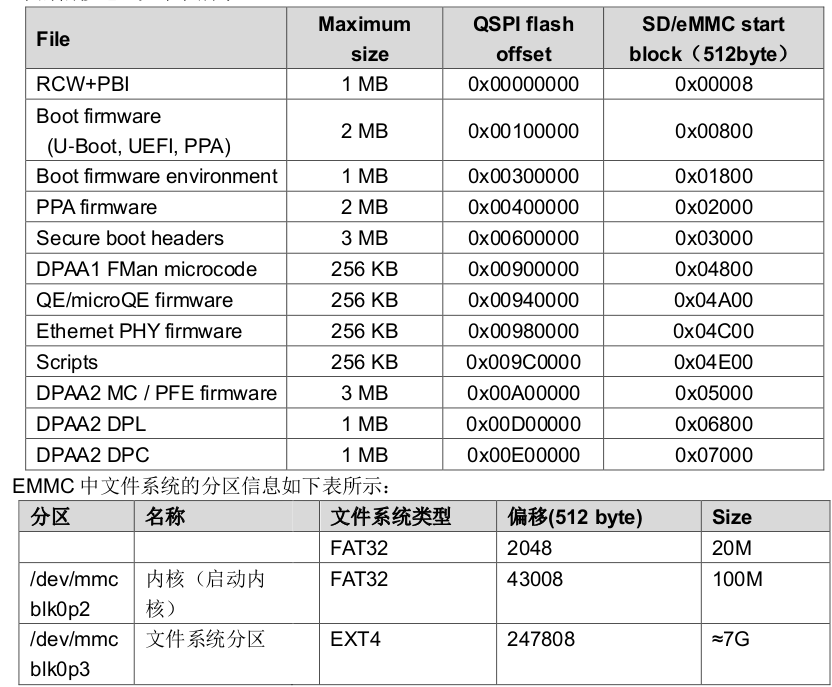 File Maximum size QSPI flash offset SD/eMMC start block（512byte）
RCW+PBI 1 MB 0x00000000 0x00008
Boot firmware (U-Boot, UEFI, PPA) 2 MB 0x00100000 0x00800
Boot firmware environment 1 MB 0x00300000 0x01800
PPA firmware 2 MB 0x00400000 0x02000
Secure boot headers 3 MB 0x00600000 0x03000
DPAA1 FMan microcode 256 KB 0x00900000 0x04800
QE/microQE firmware 256 KB 0x00940000 0x04A00
Ethernet PHY firmware 256 KB 0x00980000 0x04C00
Scripts 256 KB 0x009C0000 0x04E00
DPAA2 MC / PFE firmware 3 MB 0x00A00000 0x05000
DPAA2 DPL 1 MB 0x00D00000 0x06800
DPAA2 DPC 1 MB 0x00E00000 0x07000
EMMC 中文件系统的分区信息如下表所示：
分区 名称 文件系统类型 偏移(512 byte) Size
FAT32 2048 20M
/dev/mmcblk0p2 内核（启动内核） FAT32 43008 100M
/dev/mmcblk0p3 文件系统分区 EXT4 247808 ≈7G